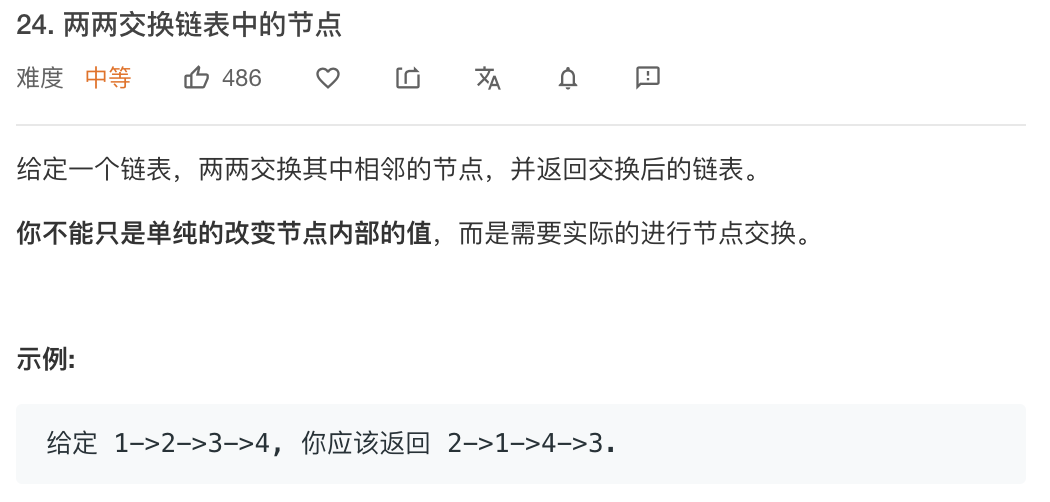 24. 两两交换链表中的节点
难度 中等 486
给定一个链表，两两交换其中相邻的节点，并返回交换后的链表。
你不能只是单纯的改变节点内部的值，而是需要实际的进行节点交换。
示例:
给定 1->2->3->4, 你应该返回 2->1->4->3.